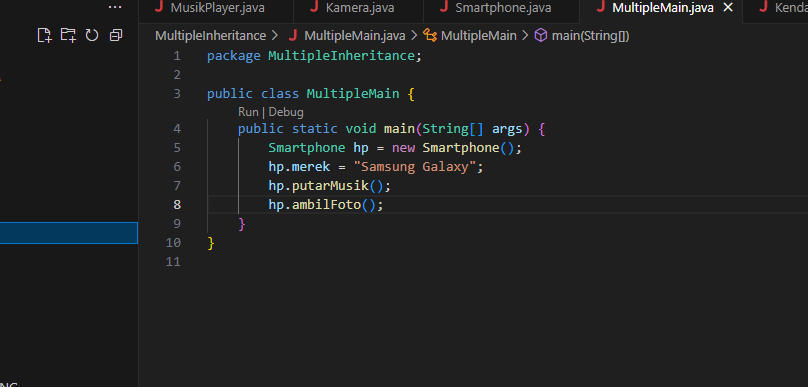 MusikPlayer.java Kamera.java Smartphone.java MultipleMain.java
MultipleInheritance > MultipleMain.java > MultipleMain > main(String[])
1 package MultipleInheritance;
2
3 public class MultipleMain {
Run | Debug
4 public static void main(String[] args) {
5 Smartphone hp = new Smartphone();
6 hp.merek = "Samsung Galaxy";
7 hp.putarMusik();
8 hp.ambilFoto();
9 }
10 }
11